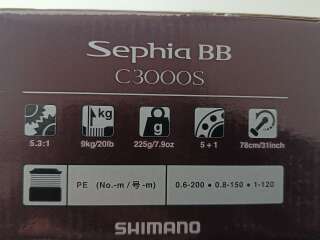 Sephia BB
C3000S
kg
g
5.3:1
9kg/20lb
225g/7.9oz
5 + 1
78cm/31inch
PE (No.-m / 号-m)
0.6-200 • 0.8-150 • 1-120
SHIMANO